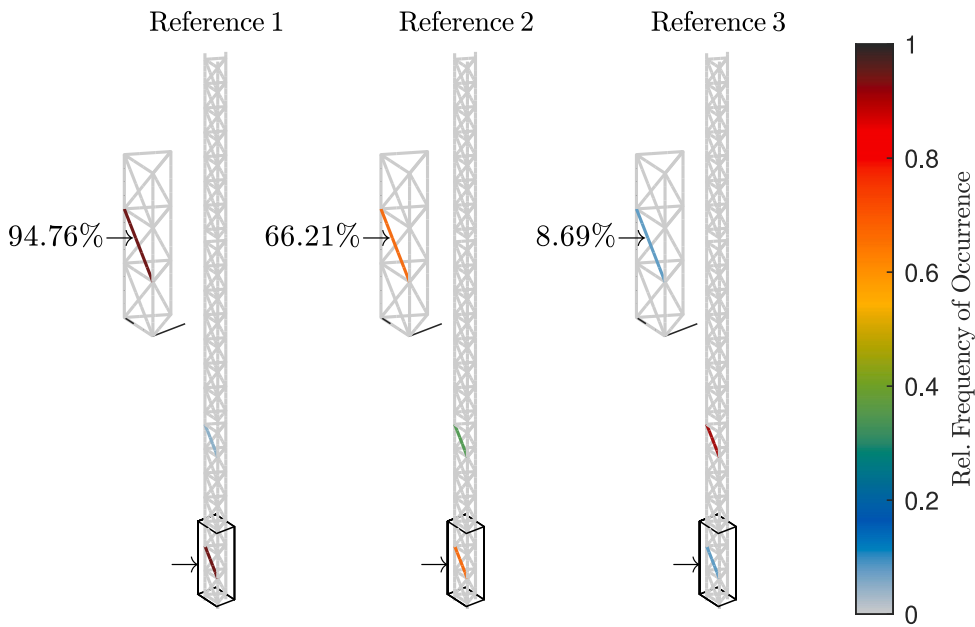 Reference 1
Reference 2
Reference 3
94.76%
66.21%
8.69%
1
0.8
0.6
0.4
0.2
0
Rel. Frequency of Occurrence